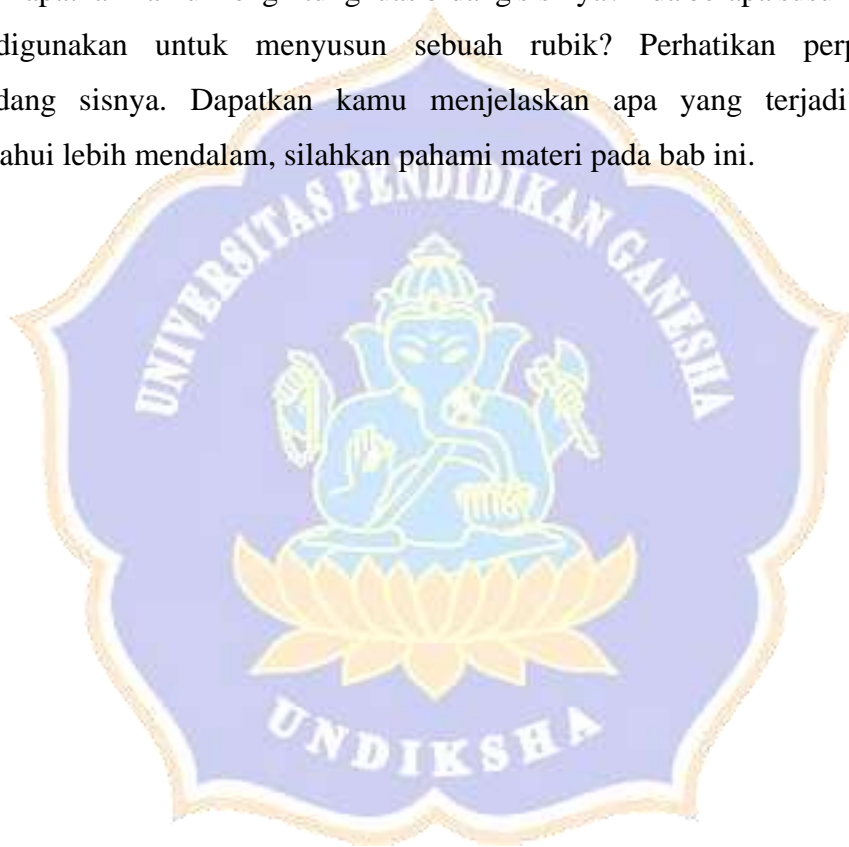 digunakan untuk menyusun sebuah rubik? Perhatikan
dang sisnya. Dapatkan kamu menjelaskan apa yang terjadi
ahui lebih mendalam, silahkan pahami materi pada bab ini.
UNIVERSITAS PENDIDIKAN GANESHA
UNDIKSHA